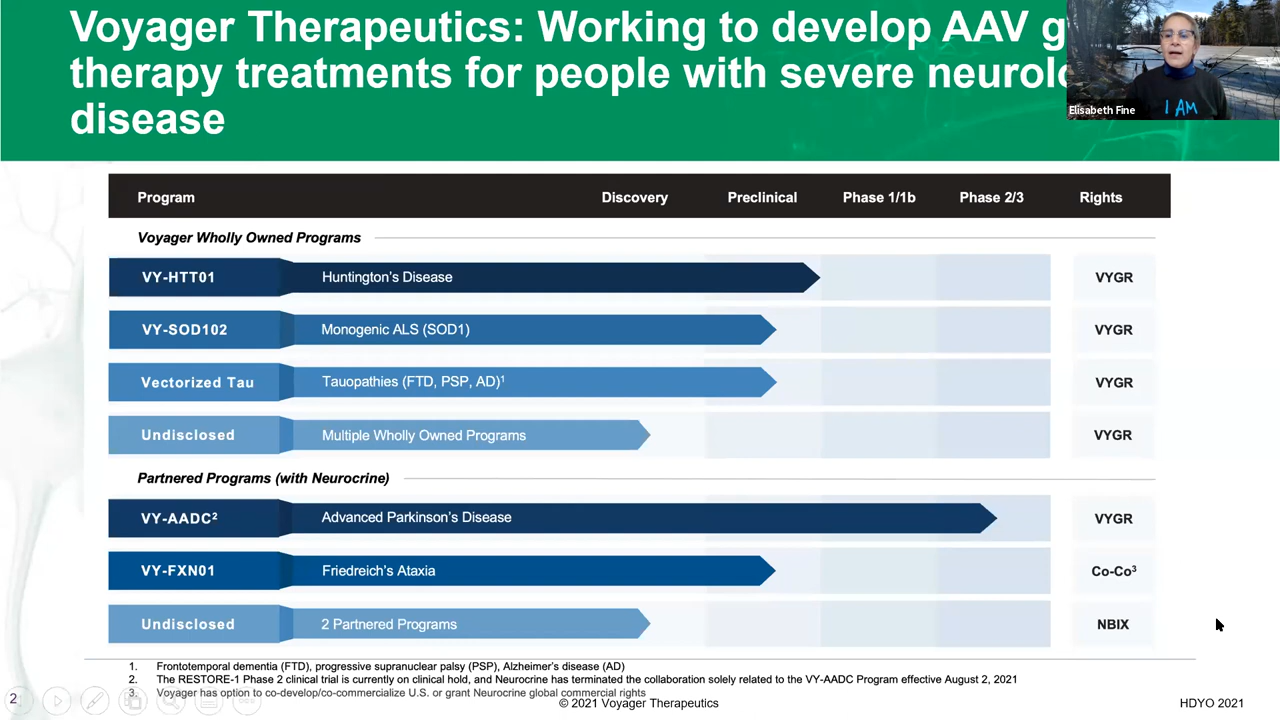 Voyager Therapeutics: Working to develop AAV g
therapy treatments for people with severe neurolo
disease
Elisabeth Fine
I AM
Program Discovery Preclinical Phase 1/1b Phase 2/3 Rights
Voyager Wholly Owned Programs
VY-HTT01 Huntington’s Disease VYGR
VY-SOD102 Monogenic ALS (SOD1) VYGR
Vectorized Tau Tauopathies (FTD, PSP, AD)¹ VYGR
Undisclosed Multiple Wholly Owned Programs VYGR
Partnered Programs (with Neurocrine)
VY-AADC² Advanced Parkinson’s Disease VYGR
VY-FXN01 Friedreich’s Ataxia Co-Co³
Undisclosed 2 Partnered Programs NBIX
1. Frontotemporal dementia (FTD), progressive supranuclear palsy (PSP), Alzheimer’s disease (AD)
2. The RESTORE-1 Phase 2 clinical trial is currently on clinical hold, and Neurocrine has terminated the collaboration solely related to the VY-AADC Program effective August 2, 2021
3. Voyager has option to co-develop/co-commercialize U.S. or grant Neurocrine global commercial rights
2 © 2021 Voyager Therapeutics HDYO 2021